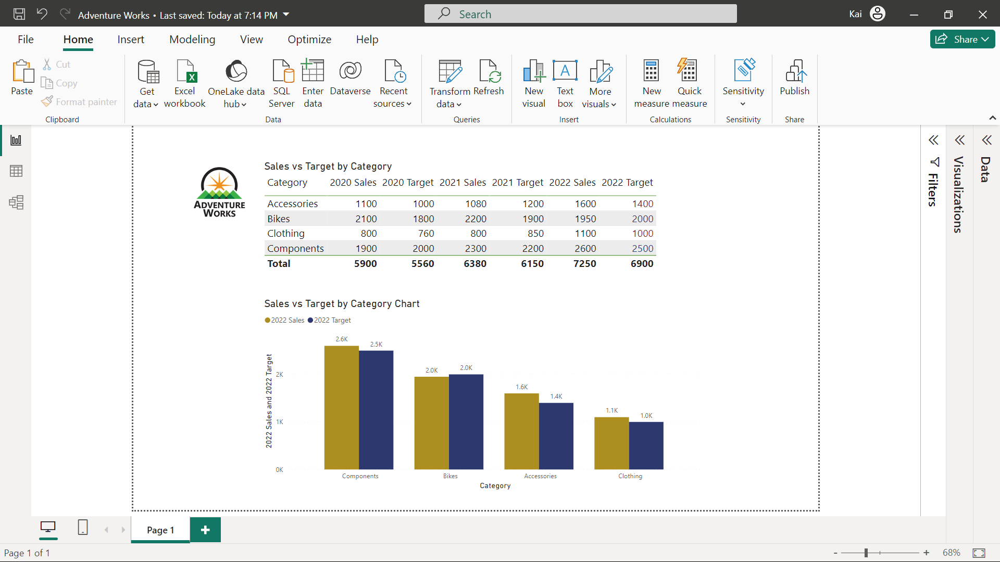 Adventure Works • Last saved: Today at 7:14 PM
Search
Kai
File Home Insert Modeling View Optimize Help
Share
Paste
Cut
Copy
Format painter
Clipboard
Get data
Excel workbook
OneLake data hub
SQL Server
Enter data
Dataverse
Recent sources
Data
Transform data
Refresh
Queries
New visual
Text box
More visuals
Insert
New measure
Quick measure
Calculations
Sensitivity
Sensitivity
Publish
Share
ADVENTURE
WORKS
Sales vs Target by Category
Category 2020 Sales 2020 Target 2021 Sales 2021 Target 2022 Sales 2022 Target
Accessories 1100 1000 1080 1200 1600 1400
Bikes 2100 1800 2200 1900 1950 2000
Clothing 800 760 800 850 1100 1000
Components 1900 2000 2300 2200 2600 2500
Total 5900 5560 6380 6150 7250 6900
Sales vs Target by Category Chart
2022 Sales 2022 Target
2022 Sales and 2022 Target
2K
1K
0K
2.6K 2.5K
2.0K 2.0K
1.6K 1.4K
1.1K 1.0K
Components Bikes Accessories Clothing
Category
Filters
Visualizations
Data
Page 1
+
Page 1 of 1
- + 68%